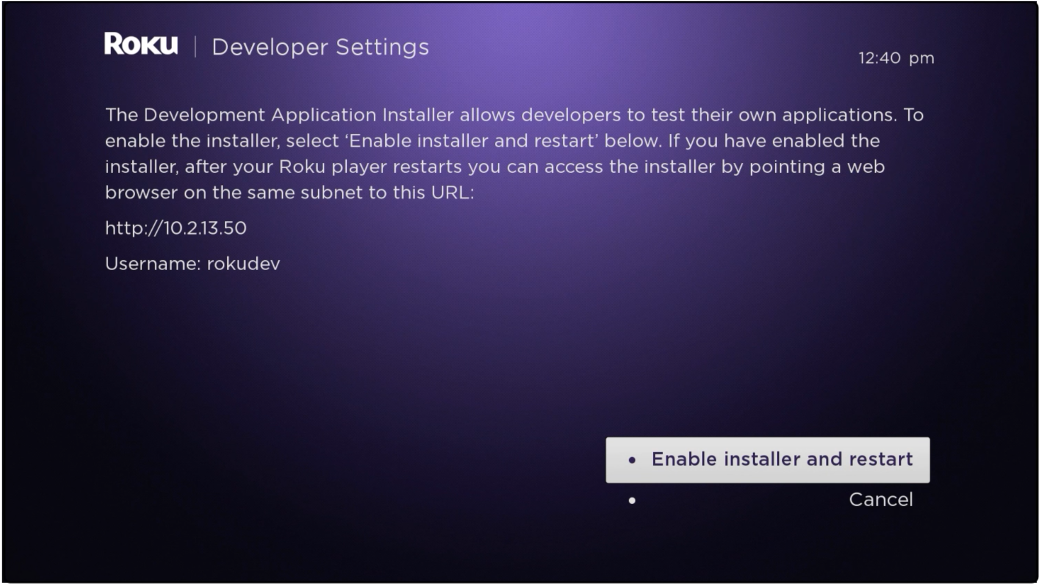 Roku | Developer Settings
12:40 pm
The Development Application Installer allows developers to test their own applications. To
enable the installer, select ‘Enable installer and restart’ below. If you have enabled the
installer, after your Roku player restarts you can access the installer by pointing a web
browser on the same subnet to this URL:
http://10.2.13.50
Username: rokudev
• Enable installer and restart
• Cancel